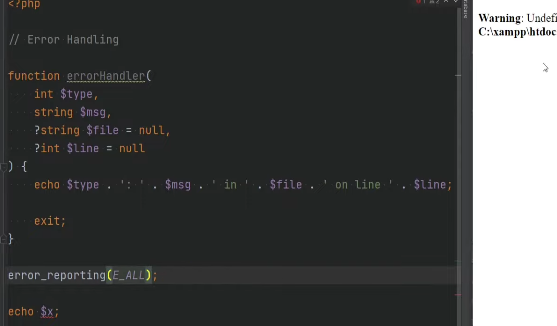 <?php
// Error Handling
function errorHandler(
    int $type,
    string $msg,
    ?string $file = null,
    ?int $line = null
) {
    echo $type . ': ' . $msg . ' in ' . $file . ' on line ' . $line;
    exit;
}
error_reporting(E_ALL);
echo $x;
Warning: Undefi
C:\xampp\htdoc